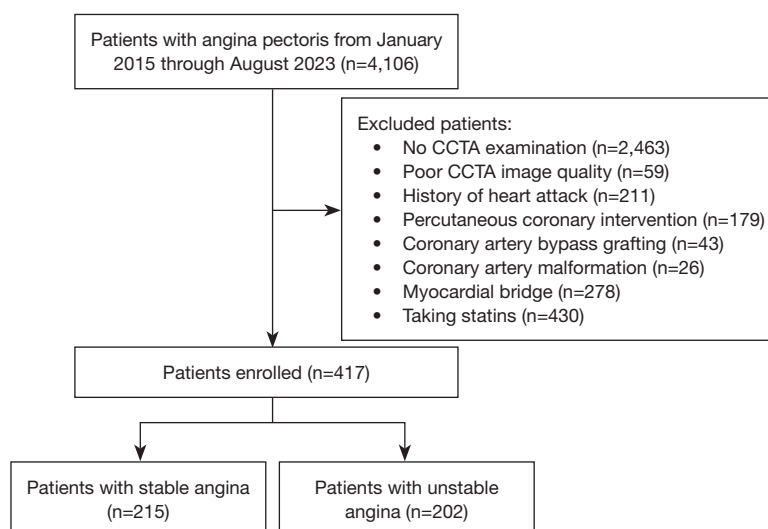 Patients with angina pectoris from January
2015 through August 2023 (n=4,106)
Excluded patients:
• No CCTA examination (n=2,463)
• Poor CCTA image quality (n=59)
• History of heart attack (n=211)
• Percutaneous coronary intervention (n=179)
• Coronary artery bypass grafting (n=43)
• Coronary artery malformation (n=26)
• Myocardial bridge (n=278)
• Taking statins (n=430)
Patients enrolled (n=417)
Patients with stable angina
(n=215)
Patients with unstable
angina (n=202)